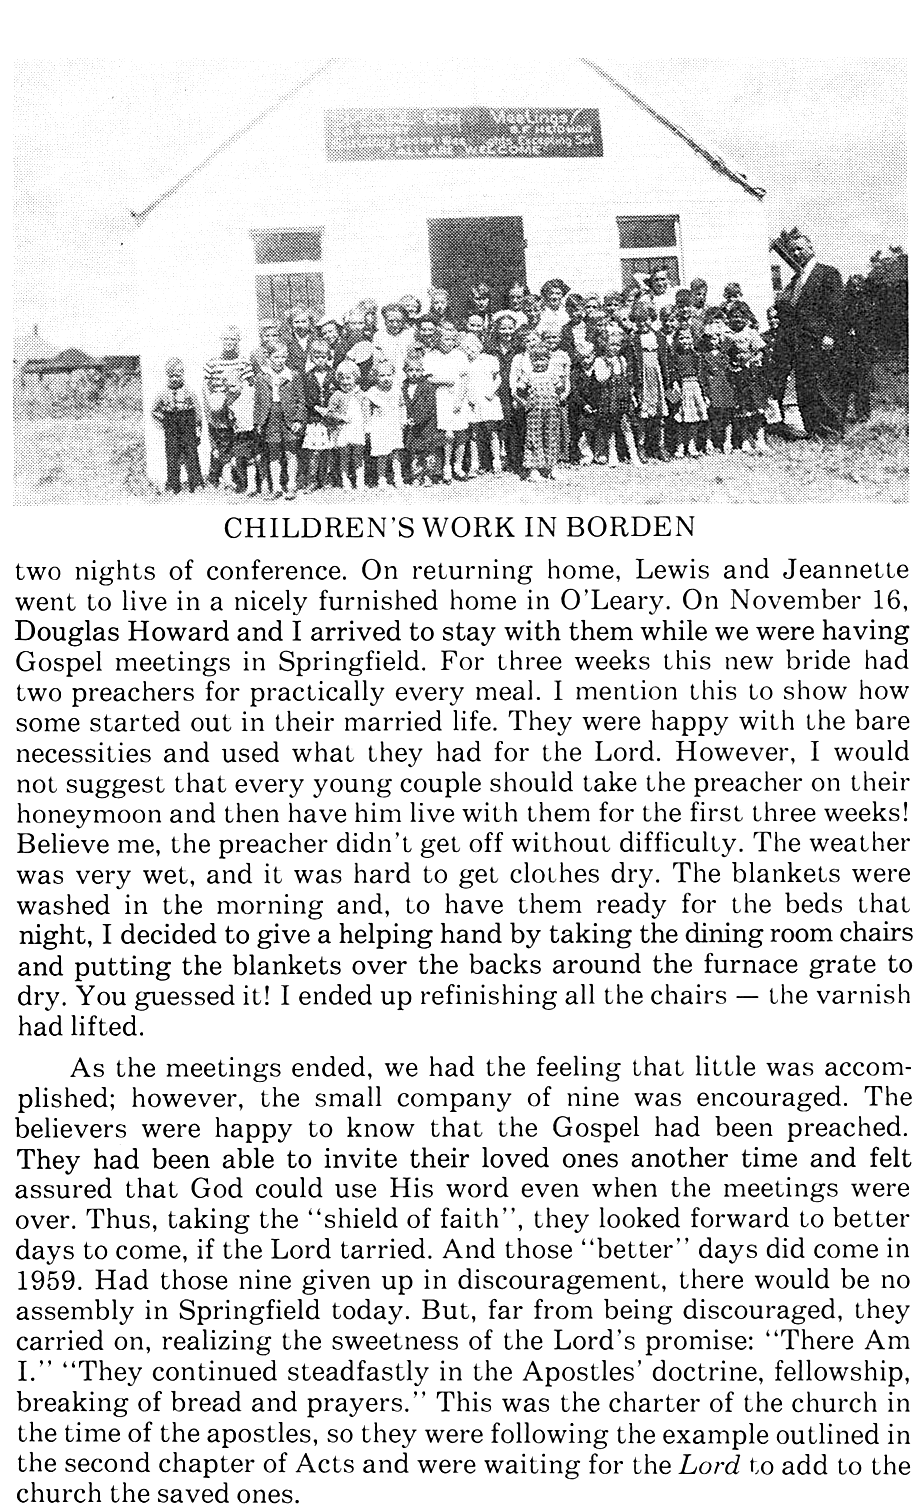 Meetings!
ALL ARE WELCOME
CHILDREN'S WORK IN BORDEN
two nights of conference. On returning home, Lewis and Jeannette
went to live in a nicely furnished home in O'Leary. On November 16,
Douglas Howard and I arrived to stay with them while we were having
Gospel meetings in Springfield. For three weeks this new bride had
two preachers for practically every meal. I mention this to show how
some started out in their married life. They were happy with the bare
necessities and used what they had for the Lord. However, I would
not suggest that every young couple should take the preacher on their
honeymoon and then have him live with them for the first three weeks!
Believe me, the preacher didn't get off without difficulty. The weather
was very wet, and it was hard to get clothes dry. The blankets were
washed in the morning and, to have them ready for the beds that
night, I decided to give a helping hand by taking the dining room chairs
and putting the blankets over the backs around the furnace grate to
dry. You guessed it! I ended up refinishing all the chairs — the varnish
had lifted.
As the meetings ended, we had the feeling that little was accom-
plished; however, the small company of nine was encouraged. The
believers were happy to know that the Gospel had been preached.
They had been able to invite their loved ones another time and felt
assured that God could use His word even when the meetings were
over. Thus, taking the "shield of faith", they looked forward to better
days to come, if the Lord tarried. And those "better" days did come in
1959. Had those nine given up in discouragement, there would be no
assembly in Springfield today. But, far from being discouraged, they
carried on, realizing the sweetness of the Lord's promise: "There Am
I." "They continued steadfastly in the Apostles' doctrine, fellowship,
breaking of bread and prayers." This was the charter of the church in
the time of the apostles, so they were following the example outlined in
the second chapter of Acts and were waiting for the Lord to add to the
church the saved ones.